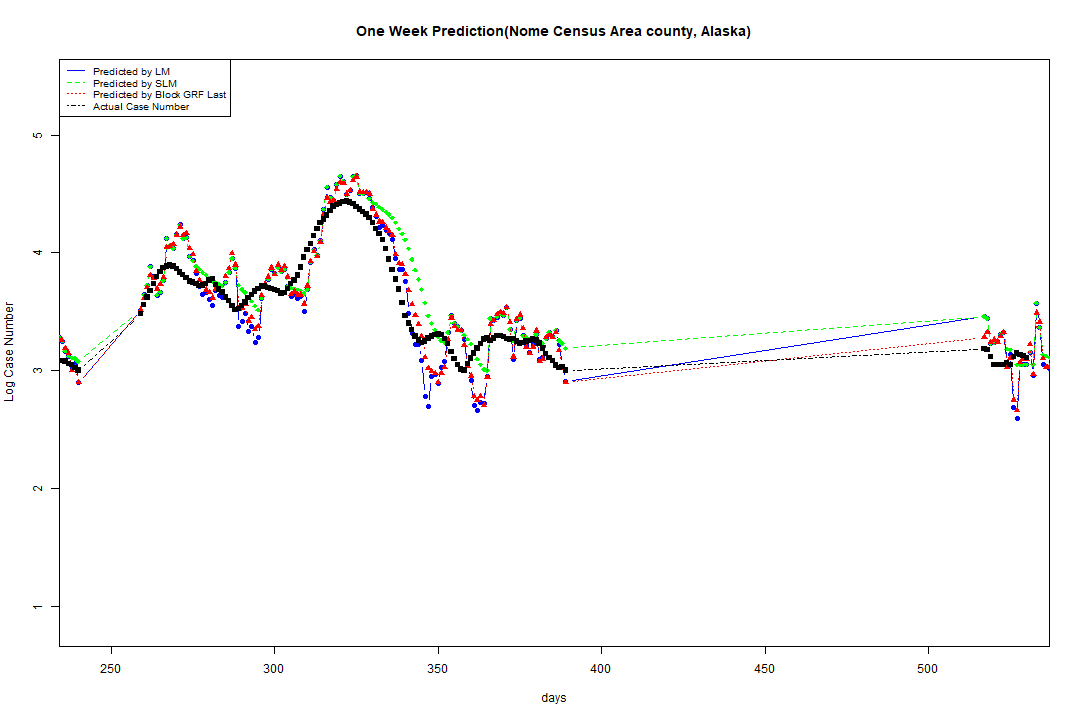 One Week Prediction(Nome Census Area county, Alaska)
Predicted by LM
Predicted by SLM
Predicted by Block GRF Last
Actual Case Number
Log Case Number
5
4
3
2
1
250 300 350 400 450 500
days